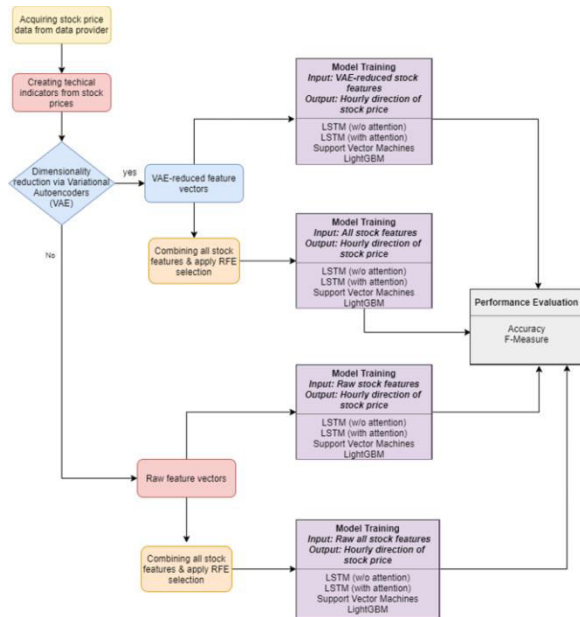 Acquiring stock price
data from data provider
Creating techical
indicators from stock
prices
Dimensionality
reduction via Variational
Autoencoders
(VAE)
yes
No
VAE-reduced feature
vectors
Combining all stock
features & apply RFE
selection
Model Training
Input: VAE-reduced stock
features
Output: Hourly direction of
stock price
LSTM (w/o attention)
LSTM (with attention)
Support Vector Machines
LightGBM
Model Training
Input: All stock features
Output: Hourly direction of
stock price
LSTM (w/o attention)
LSTM (with attention)
Support Vector Machines
LightGBM
Performance Evaluation
Accuracy
F-Measure
Model Training
Input: Raw stock features
Output: Hourly direction of
stock price
LSTM (w/o attention)
LSTM (with attention)
Support Vector Machines
LightGBM
Raw feature vectors
Combining all stock
features & apply RFE
selection
Model Training
Input: Raw all stock features
Output: Hourly direction of
stock price
LSTM (w/o attention)
LSTM (with attention)
Support Vector Machines
LightGBM